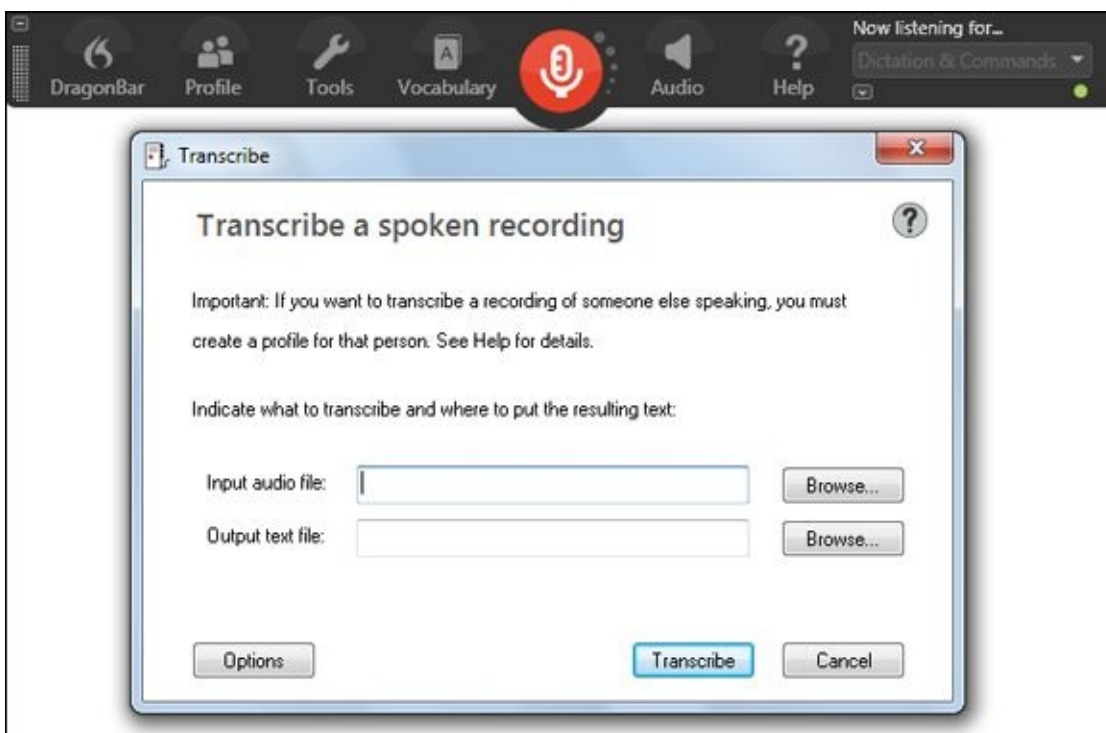 Now listening for...
DragonBar Profile Tools Vocabulary Audio Help Dictation & Commands
Transcribe
Transcribe a spoken recording ?
Important: If you want to transcribe a recording of someone else speaking, you must
create a profile for that person. See Help for details.
Indicate what to transcribe and where to put the resulting text:
Input audio file: Browse...
Output text file: Browse...
Options Transcribe Cancel